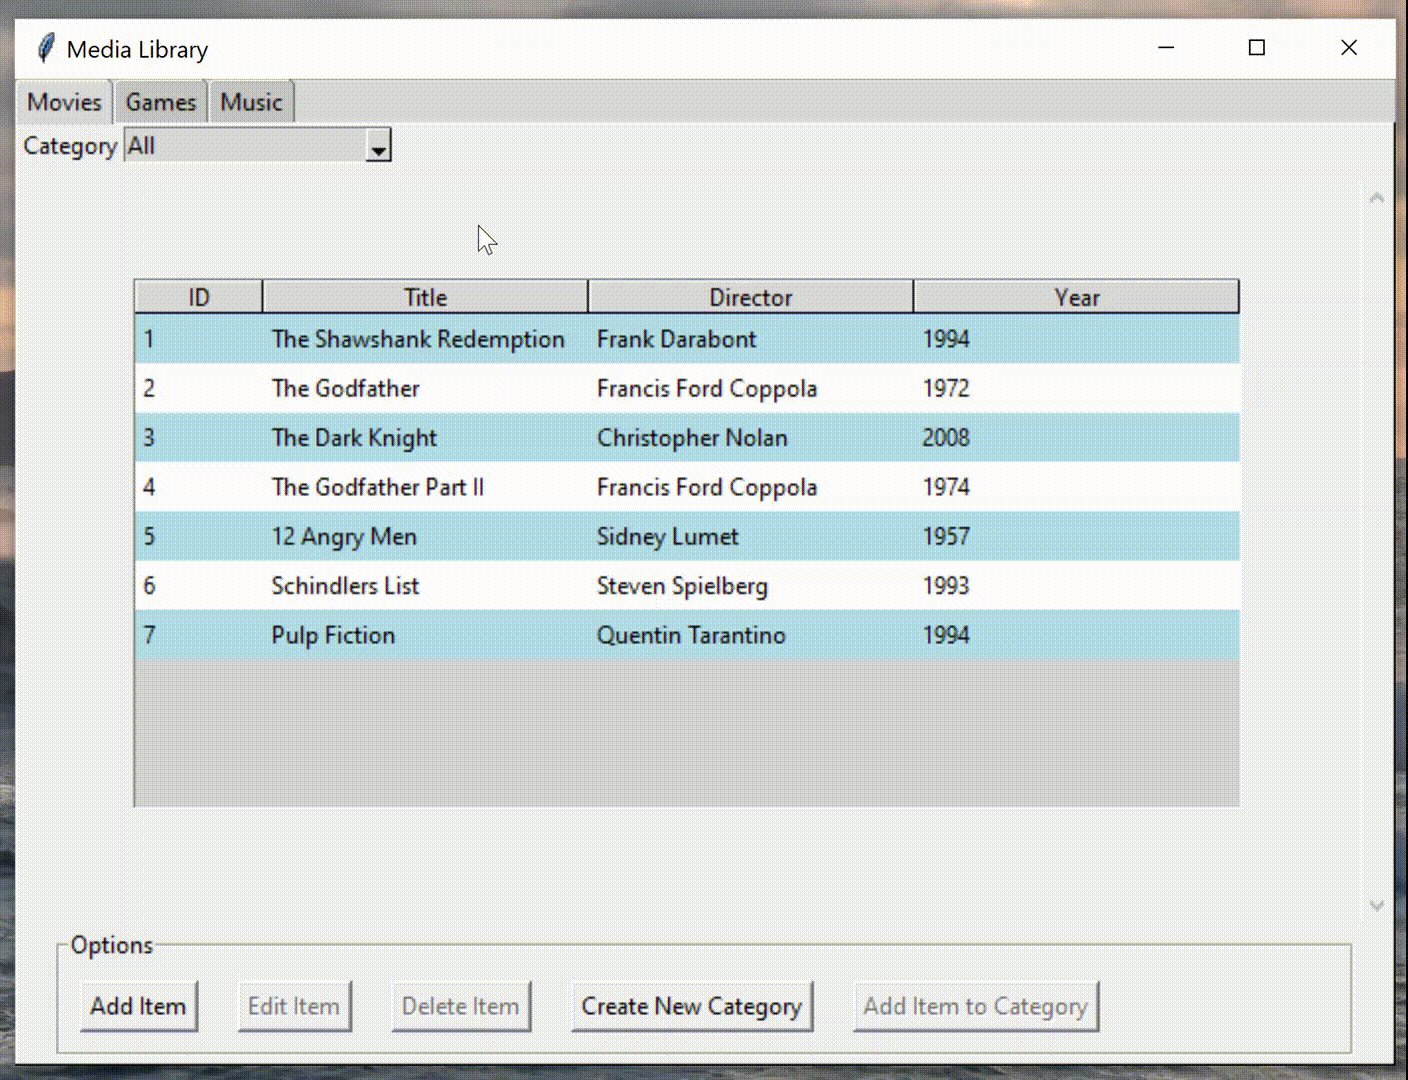 Media Library
Movies Games Music
Category All
ID Title Director Year
1 The Shawshank Redemption Frank Darabont 1994
2 The Godfather Francis Ford Coppola 1972
3 The Dark Knight Christopher Nolan 2008
4 The Godfather Part II Francis Ford Coppola 1974
5 12 Angry Men Sidney Lumet 1957
6 Schindlers List Steven Spielberg 1993
7 Pulp Fiction Quentin Tarantino 1994
Options
Add Item Edit Item Delete Item Create New Category Add Item to Category